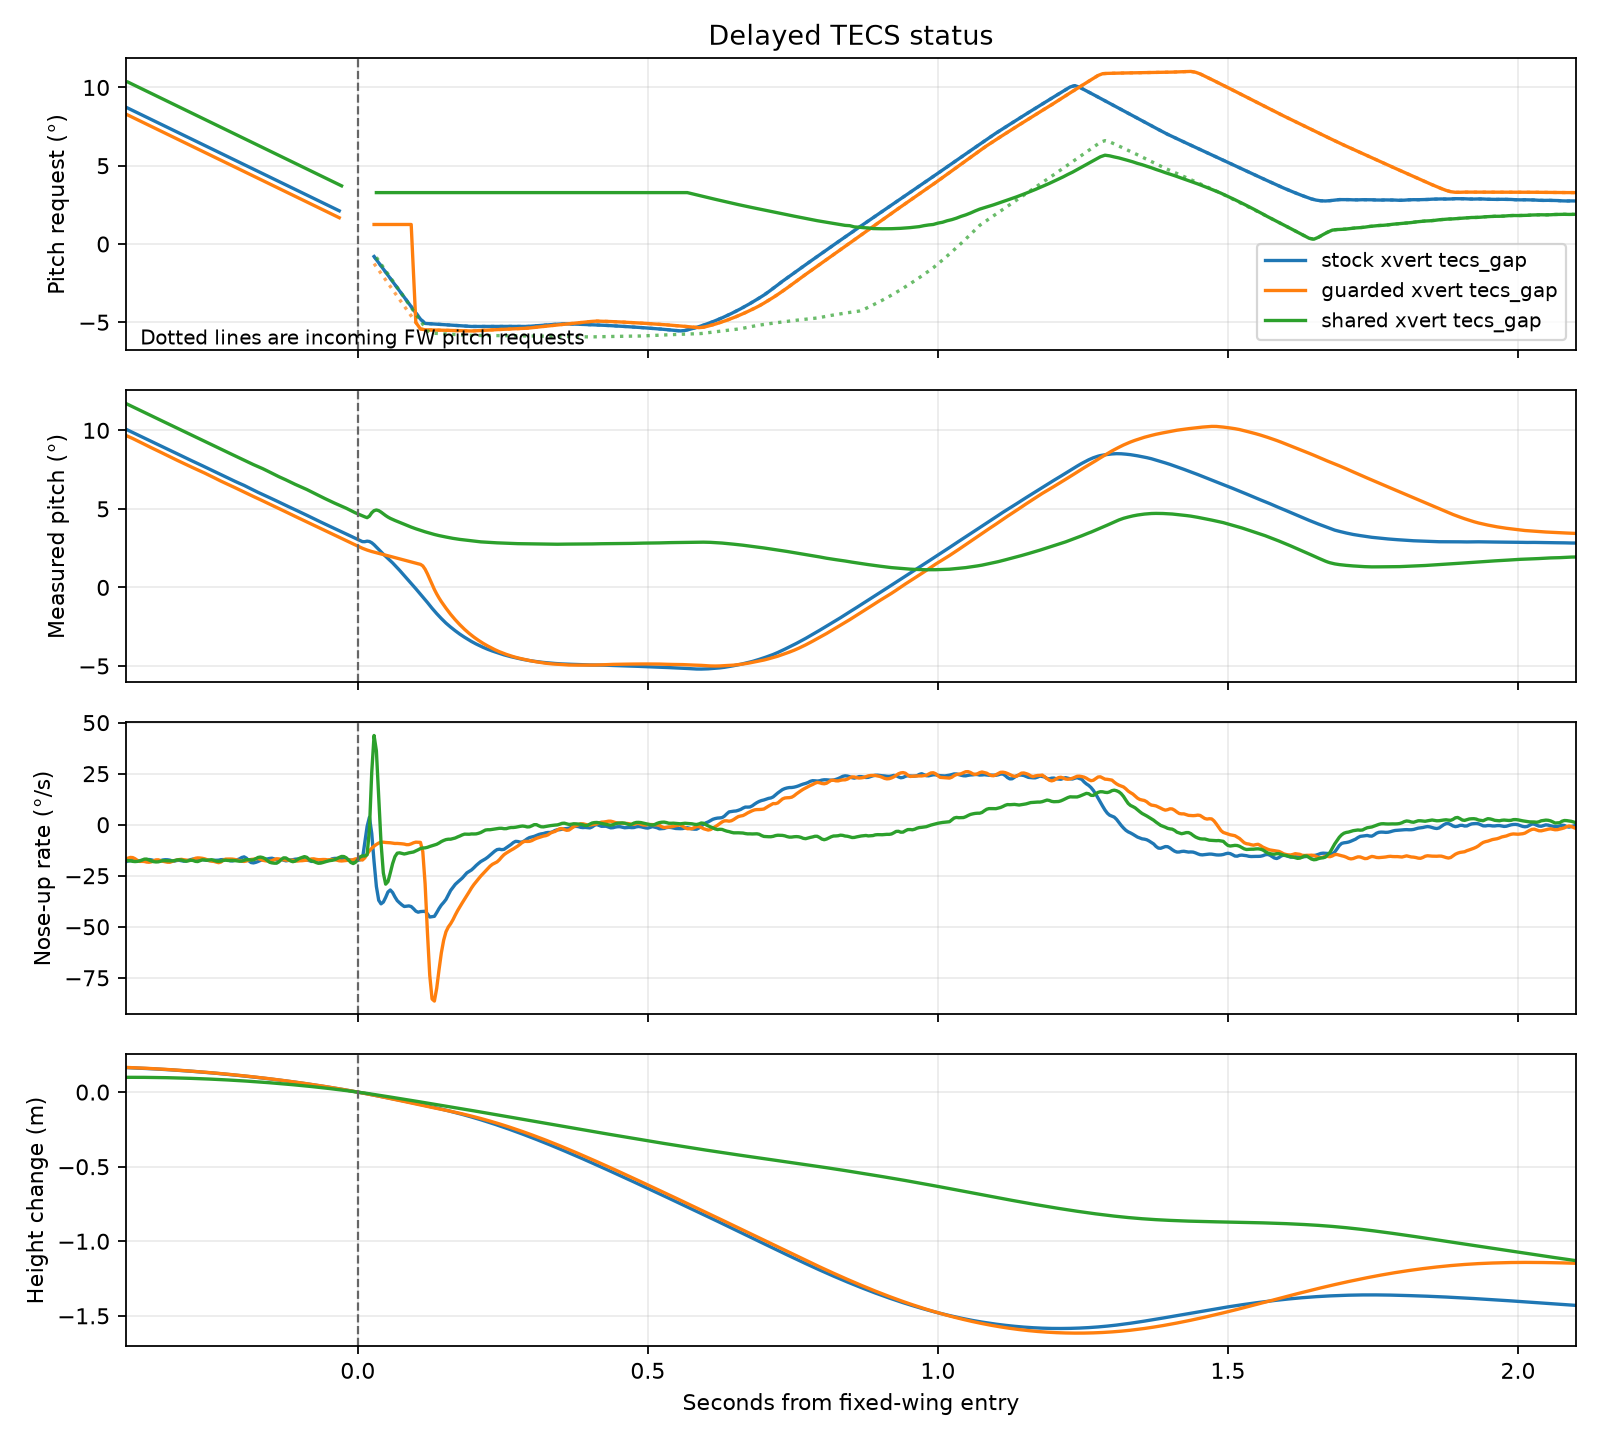 Delayed TECS status
Pitch request (°)
10
5
0
−5
Dotted lines are incoming FW pitch requests
stock xvert tecs_gap
guarded xvert tecs_gap
shared xvert tecs_gap
Measured pitch (°)
10
5
0
−5
Nose-up rate (°/s)
50
25
0
−25
−50
−75
Height change (m)
0.0
−0.5
−1.0
−1.5
0.0 0.5 1.0 1.5 2.0
Seconds from fixed-wing entry